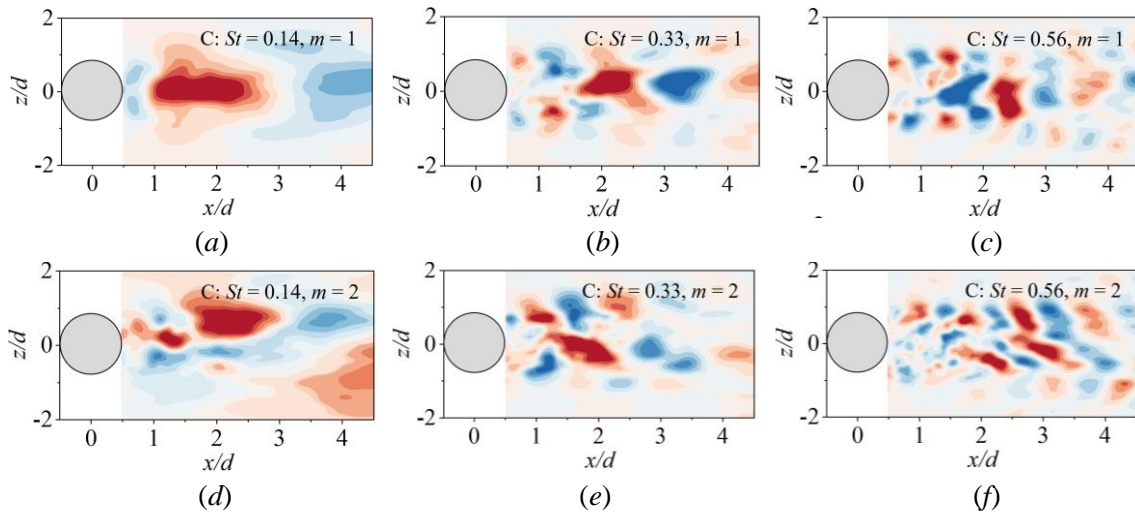 2
z/d
0
-2
C: St = 0.14, m = 1
0 1 2 3 4
x/d
(a)
2
z/d
0
-2
C: St = 0.33, m = 1
0 1 2 3 4
x/d
(b)
2
z/d
0
-2
C: St = 0.56, m = 1
0 1 2 3 4
x/d
(c)
2
z/d
0
-2
C: St = 0.14, m = 2
0 1 2 3 4
x/d
(d)
2
z/d
0
-2
C: St = 0.33, m = 2
0 1 2 3 4
x/d
(e)
2
z/d
0
-2
C: St = 0.56, m = 2
0 1 2 3 4
x/d
(f)